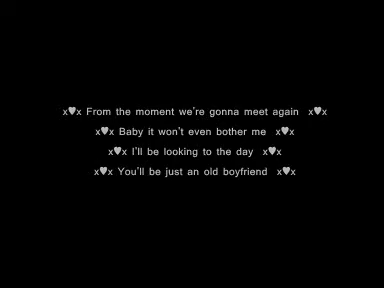 x♥x From the moment we're gonna meet again x♥x
x♥x Baby it won't even bother me x♥x
x♥x I'll be looking to the day x♥x
x♥x You'll be just an old boyfriend x♥x